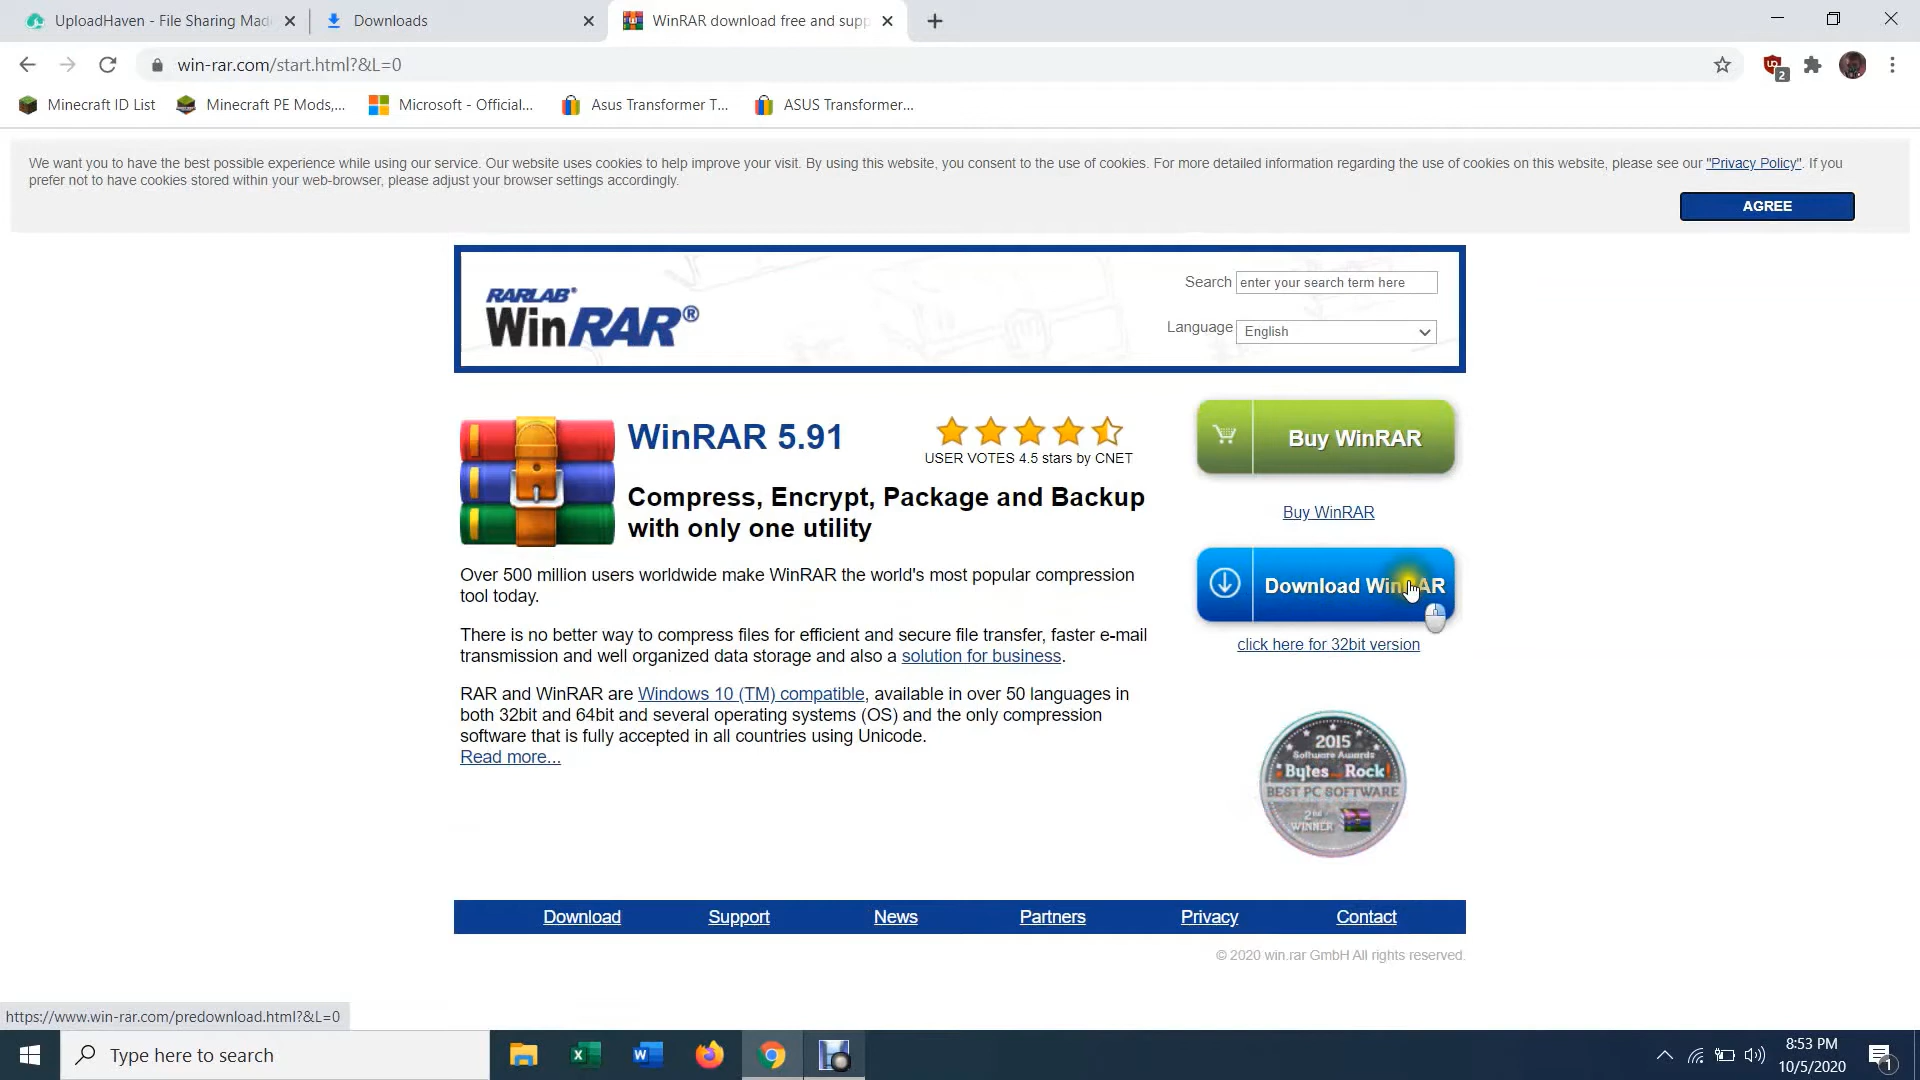 UploadHaven - File Sharing Mad
Downloads
WinRAR download free and supp
win-rar.com/start.html?&L=0
2
Minecraft ID List
Minecraft PE Mods,...
Microsoft - Official...
Asus Transformer T...
ASUS Transformer...
We want you to have the best possible experience while using our service. Our website uses cookies to help improve your visit. By using this website, you consent to the use of cookies. For more detailed information regarding the use of cookies on this website, please see our "Privacy Policy". If you
prefer not to have cookies stored within your web-browser, please adjust your browser settings accordingly.
AGREE
RARLAB®
WinRAR®
Search enter your search term here
Language English
WinRAR 5.91
USER VOTES 4.5 stars by CNET
Compress, Encrypt, Package and Backup
with only one utility
Over 500 million users worldwide make WinRAR the world's most popular compression
tool today.
There is no better way to compress files for efficient and secure file transfer, faster e-mail
transmission and well organized data storage and also a solution for business.
RAR and WinRAR are Windows 10 (TM) compatible, available in over 50 languages in
both 32bit and 64bit and several operating systems (OS) and the only compression
software that is fully accepted in all countries using Unicode.
Read more...
Buy WinRAR
Buy WinRAR
Download WinRAR
click here for 32bit version
2015
Software Awards
Bytes Rock!
BEST PC SOFTWARE
2nd
WINNER
Download
Support
News
Partners
Privacy
Contact
© 2020 win.rar GmbH All rights reserved.
https://www.win-rar.com/predownload.html?&L=0
Type here to search
8:53 PM
10/5/2020
1